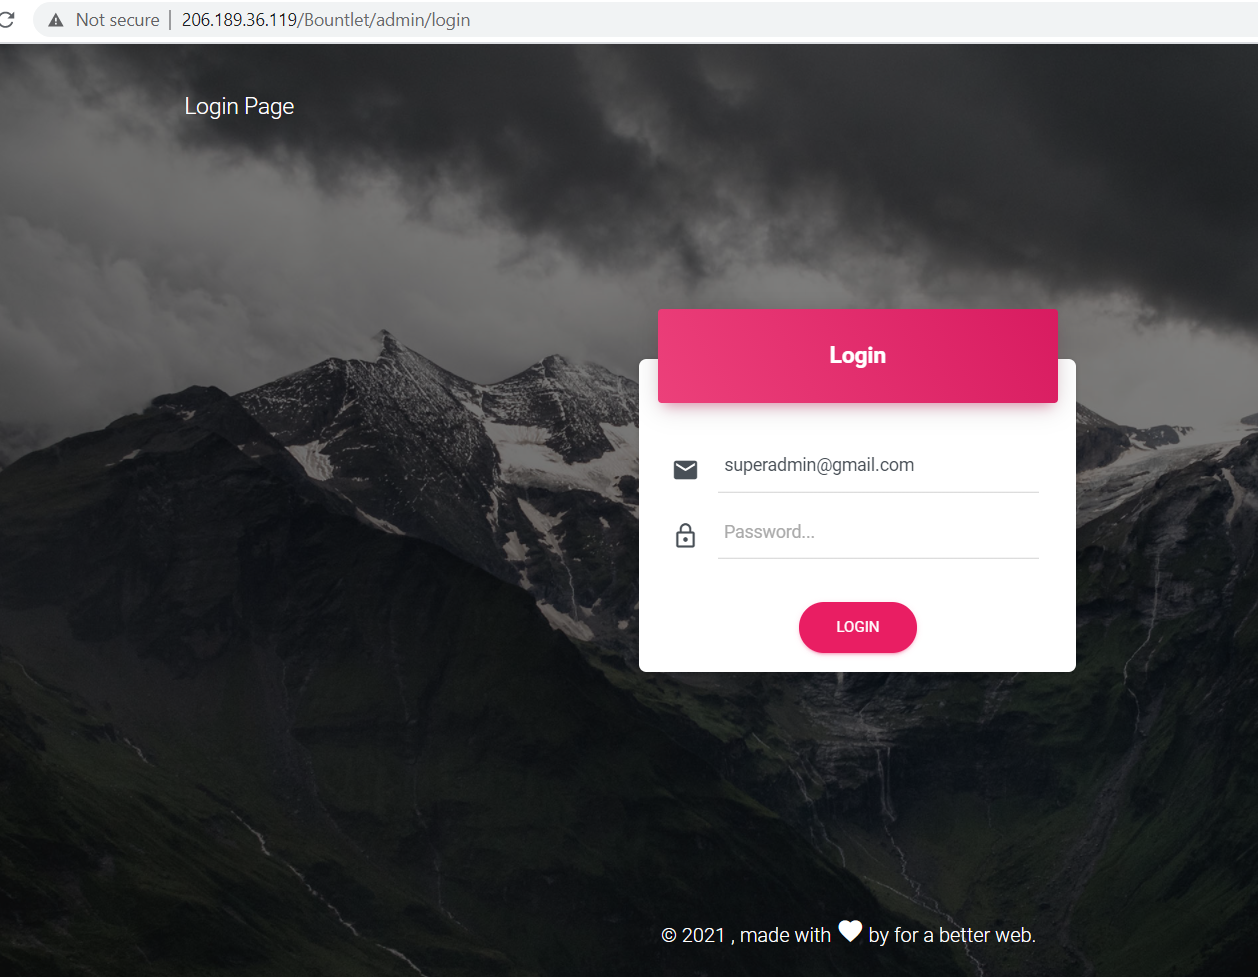 Not secure | 206.189.36.119/Bountlet/admin/login
Login Page
Login
superadmin@gmail.com
Password...
LOGIN
© 2021 , made with ♥ by for a better web.